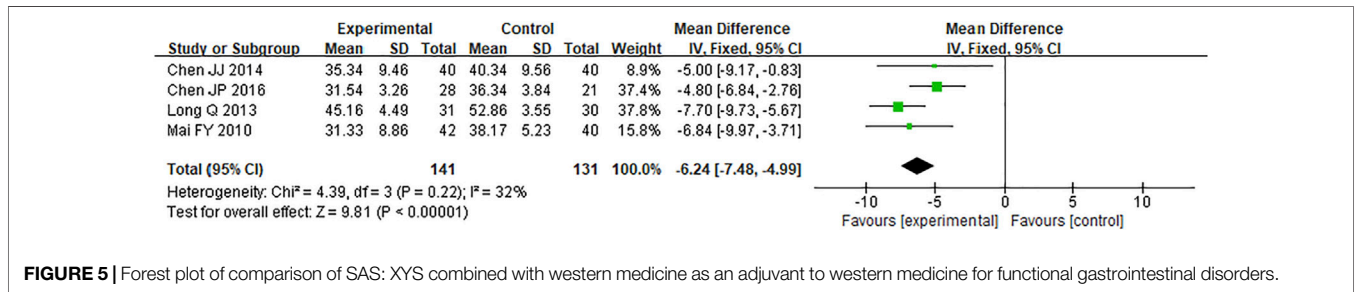 Experimental Control Mean Difference Mean Difference
Study or Subgroup Mean SD Total Mean SD Total Weight IV, Fixed, 95% CI IV, Fixed, 95% CI
Chen JJ 2014 35.34 9.46 40 40.34 9.56 40 8.9% -5.00 [-9.17, -0.83]
Chen JP 2016 31.54 3.26 28 36.34 3.84 21 37.4% -4.80 [-6.84, -2.76]
Long Q 2013 45.16 4.49 31 52.86 3.55 30 37.8% -7.70 [-9.73, -5.67]
Mai FY 2010 31.33 8.86 42 38.17 5.23 40 15.8% -6.84 [-9.97, -3.71]
Total (95% CI) 141 131 100.0% -6.24 [-7.48, -4.99]
Heterogeneity: Chi² = 4.39, df = 3 (P = 0.22); I² = 32%
Test for overall effect: Z = 9.81 (P < 0.00001)
-10 -5 0 5 10
Favours [experimental] Favours [control]
FIGURE 5 | Forest plot of comparison of SAS: XYS combined with western medicine as an adjuvant to western medicine for functional gastrointestinal disorders.